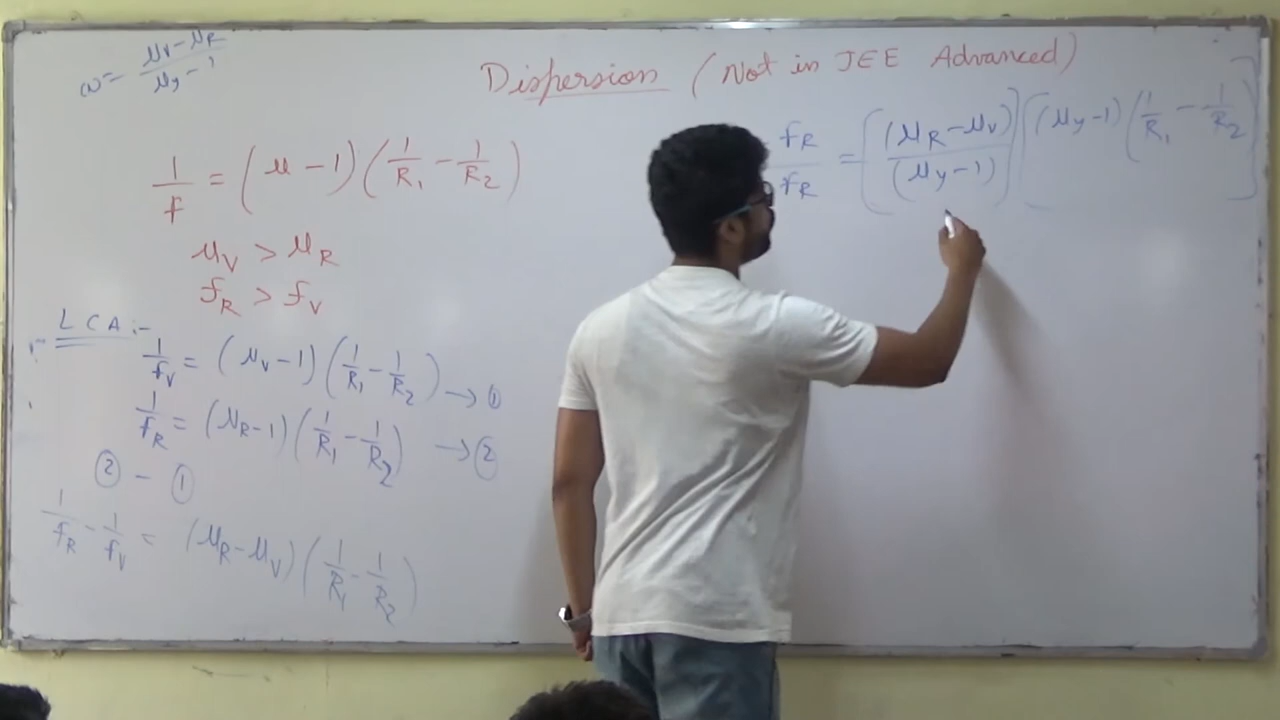 ω = μv − μR / μy − 1
Dispersion (Not in JEE Advanced)
1/f = (μ − 1)(1/R₁ − 1/R₂)
μV > μR
fR > fV
LCA :-
1/fV = (μV − 1)(1/R₁ − 1/R₂) → ①
1/fR = (μR − 1)(1/R₁ − 1/R₂) → ②
② − ①
1/fR − 1/fV = (μR − μV)(1/R₁ − 1/R₂)
fR / fR = [(μR − μV) / (μy − 1)] [(μy − 1)(1/R₁ − 1/R₂)]